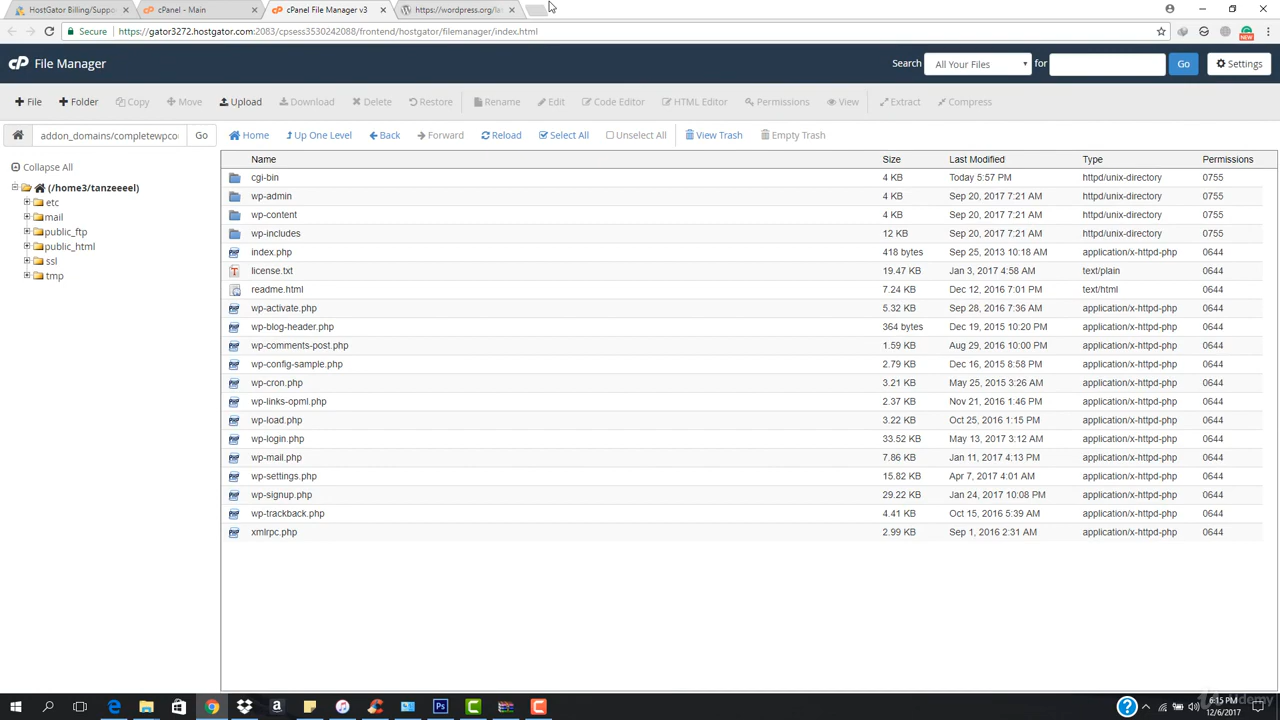 HostGator Billing/Suppo
cPanel - Main
cPanel File Manager v3
https://wordpress.org/la
Secure
https://gator3272.hostgator.com:2083/cpsess3530242088/frontend/hostgator/filemanager/index.html
NEW
cP File Manager
Search
All Your Files
for
Go
Settings
File
Folder
Copy
Move
Upload
Download
Delete
Restore
Rename
Edit
Code Editor
HTML Editor
Permissions
View
Extract
Compress
addon_domains/completewpco
Go
Home
Up One Level
Back
Forward
Reload
Select All
Unselect All
View Trash
Empty Trash
Collapse All
(/home3/tanzeeeel)
etc
mail
public_ftp
public_html
ssl
tmp
Name Size Last Modified Type Permissions
cgi-bin 4 KB Today 5:57 PM httpd/unix-directory 0755
wp-admin 4 KB Sep 20, 2017 7:21 AM httpd/unix-directory 0755
wp-content 4 KB Sep 20, 2017 7:21 AM httpd/unix-directory 0755
wp-includes 12 KB Sep 20, 2017 7:21 AM httpd/unix-directory 0755
index.php 418 bytes Sep 25, 2013 10:18 AM application/x-httpd-php 0644
license.txt 19.47 KB Jan 3, 2017 4:58 AM text/plain 0644
readme.html 7.24 KB Dec 12, 2016 7:01 PM text/html 0644
wp-activate.php 5.32 KB Sep 28, 2016 7:36 AM application/x-httpd-php 0644
wp-blog-header.php 364 bytes Dec 19, 2015 10:20 PM application/x-httpd-php 0644
wp-comments-post.php 1.59 KB Aug 29, 2016 10:00 PM application/x-httpd-php 0644
wp-config-sample.php 2.79 KB Dec 16, 2015 8:58 PM application/x-httpd-php 0644
wp-cron.php 3.21 KB May 25, 2015 3:26 AM application/x-httpd-php 0644
wp-links-opml.php 2.37 KB Nov 21, 2016 1:46 PM application/x-httpd-php 0644
wp-load.php 3.22 KB Oct 25, 2016 1:15 PM application/x-httpd-php 0644
wp-login.php 33.52 KB May 13, 2017 3:12 AM application/x-httpd-php 0644
wp-mail.php 7.86 KB Jan 11, 2017 4:13 PM application/x-httpd-php 0644
wp-settings.php 15.82 KB Apr 7, 2017 4:01 AM application/x-httpd-php 0644
wp-signup.php 29.22 KB Jan 24, 2017 10:08 PM application/x-httpd-php 0644
wp-trackback.php 4.41 KB Oct 15, 2016 5:39 AM application/x-httpd-php 0644
xmlrpc.php 2.99 KB Sep 1, 2016 2:31 AM application/x-httpd-php 0644
Udemy
6:15 PM
12/6/2017